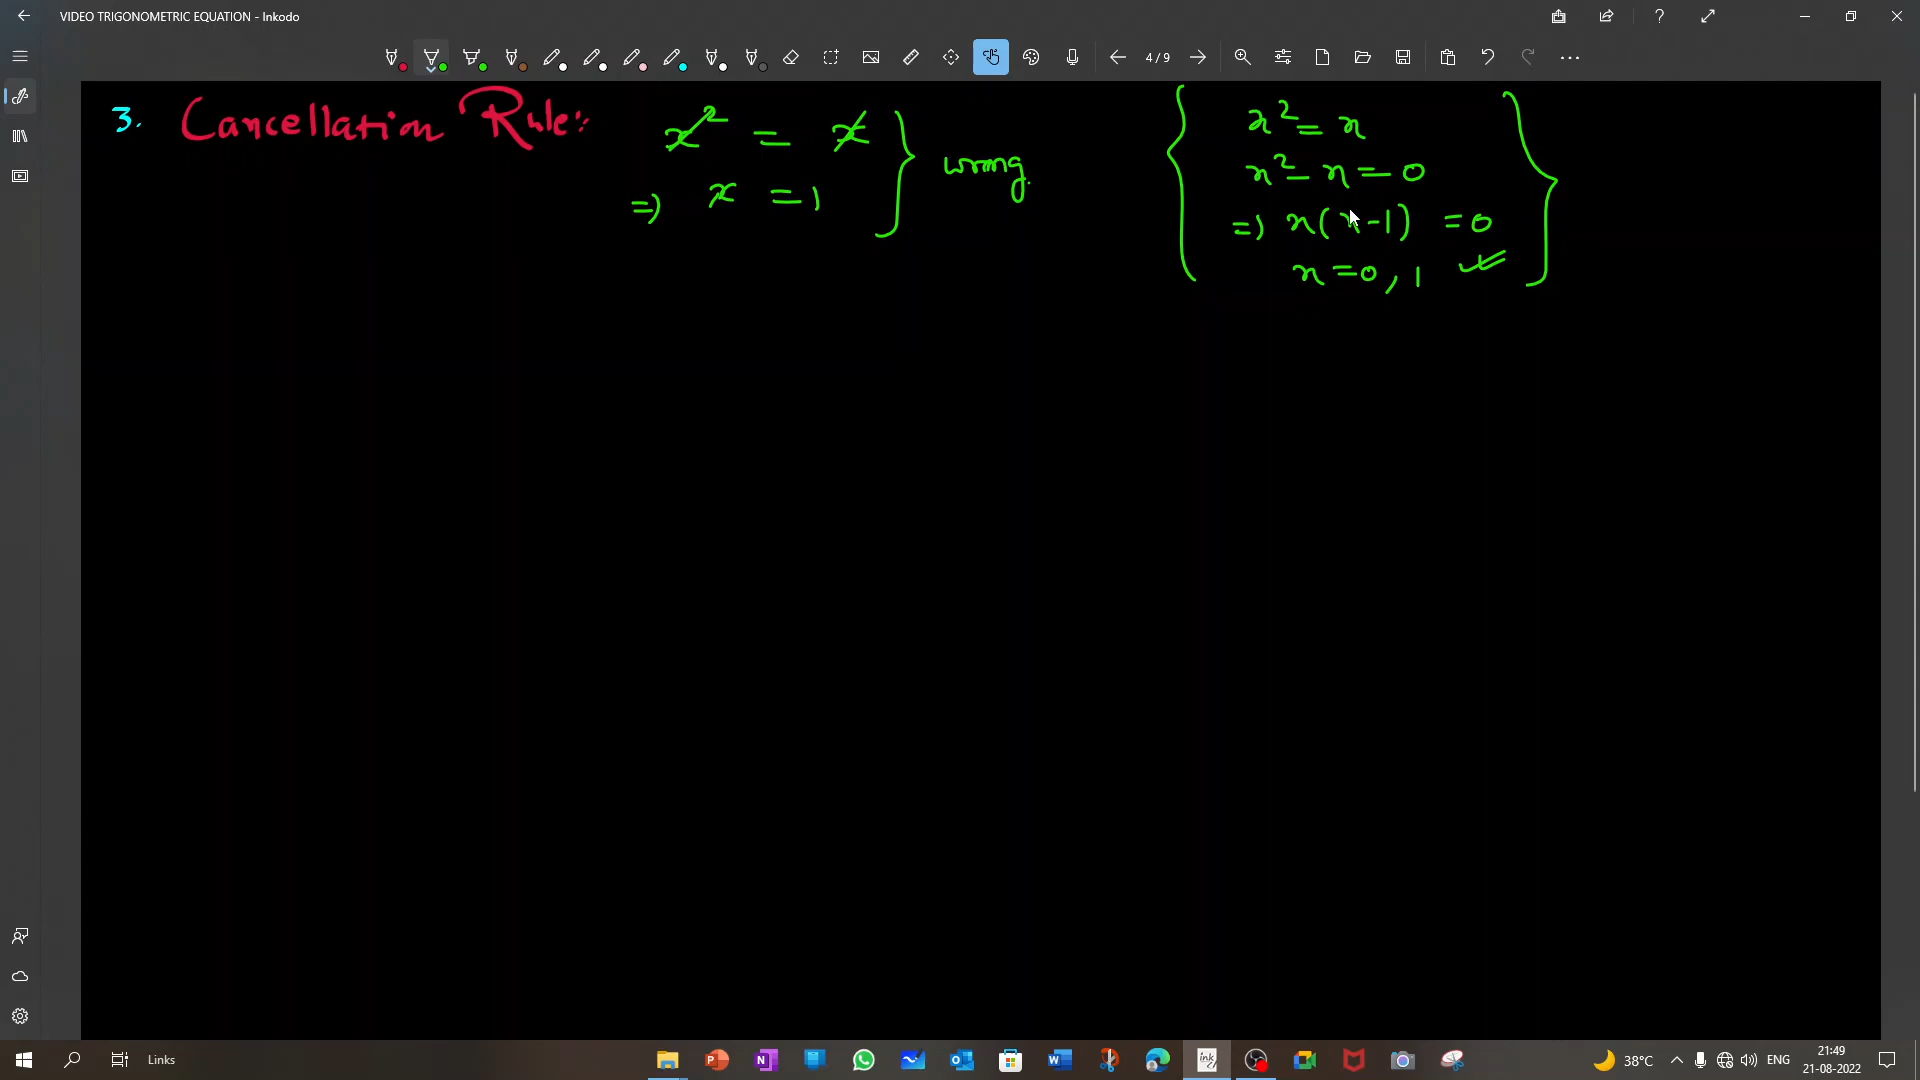 VIDEO TRIGONOMETRIC EQUATION - Inkodo
4 / 9
3. Cancellation Rule:
x² = x
=) x = 1
wrong.
x² = x
x² - x = 0
=) x(x-1) = 0
x = 0, 1
Links
38°C
ENG
21:49
21-08-2022